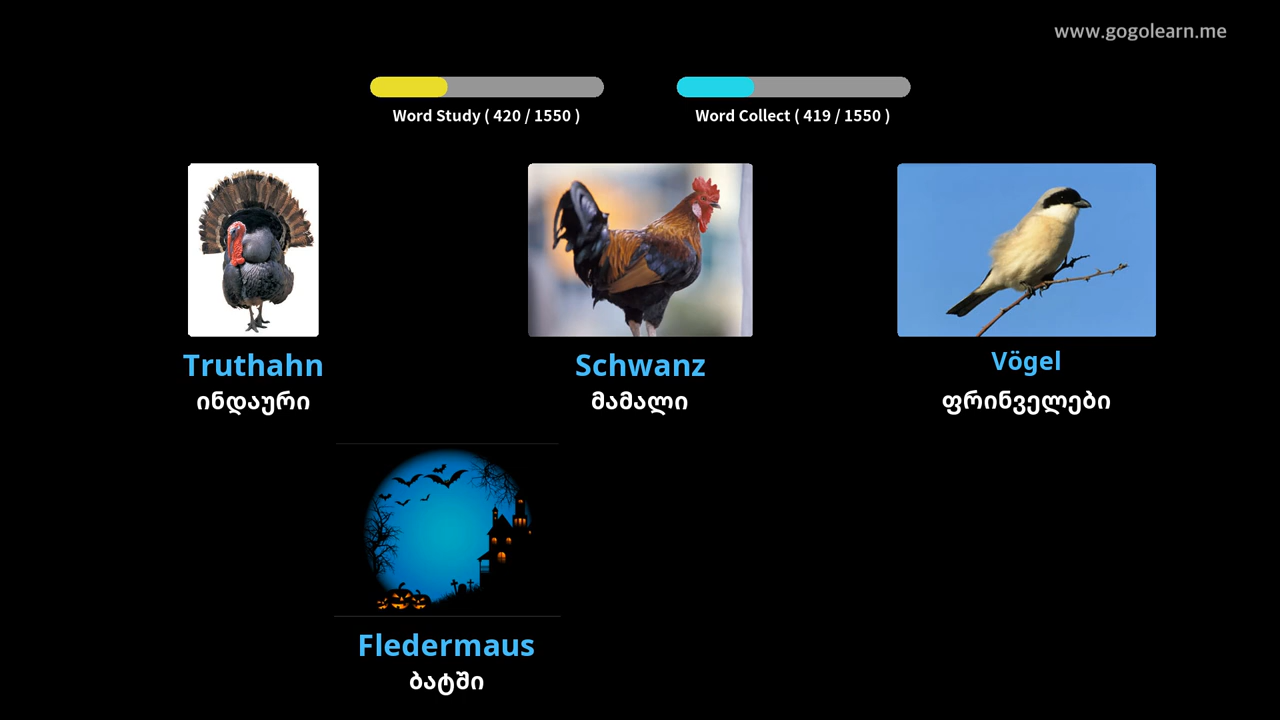 www.gogolearn.me
Word Study ( 420 / 1550 )
Word Collect ( 419 / 1550 )
Truthahn
ინდაური
Schwanz
მამალი
Vögel
ფრინველები
Fledermaus
ბატში